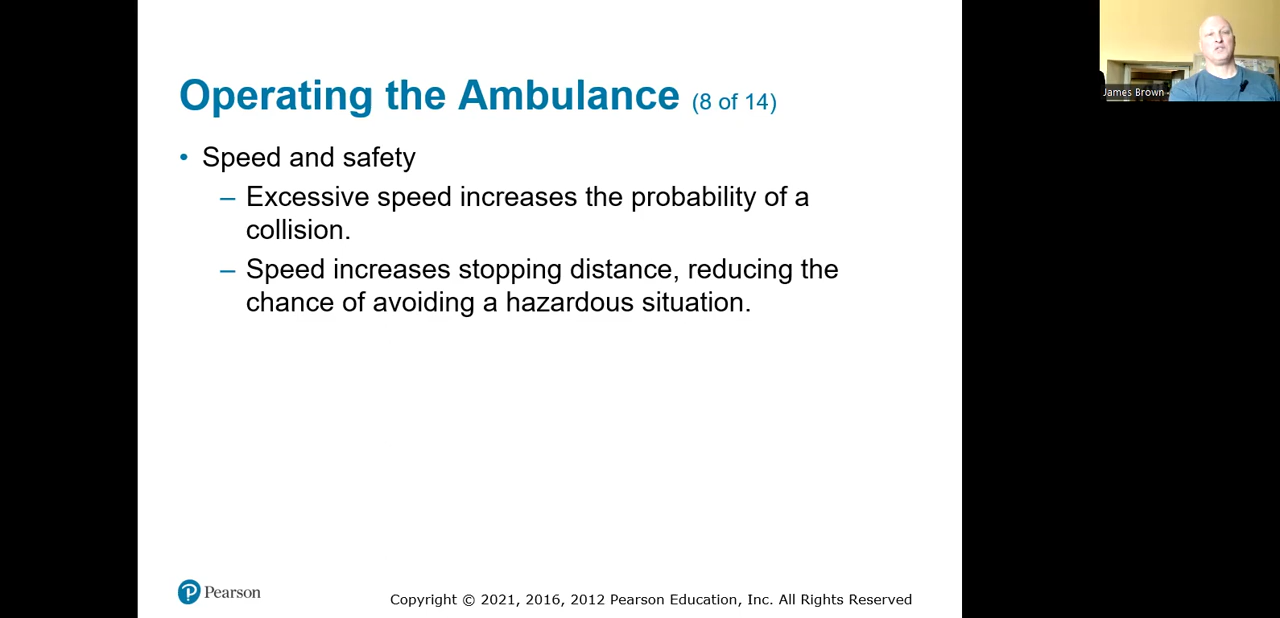 Operating the Ambulance (8 of 14)
• Speed and safety
– Excessive speed increases the probability of a
collision.
– Speed increases stopping distance, reducing the
chance of avoiding a hazardous situation.
James Brown
Pearson
Copyright © 2021, 2016, 2012 Pearson Education, Inc. All Rights Reserved